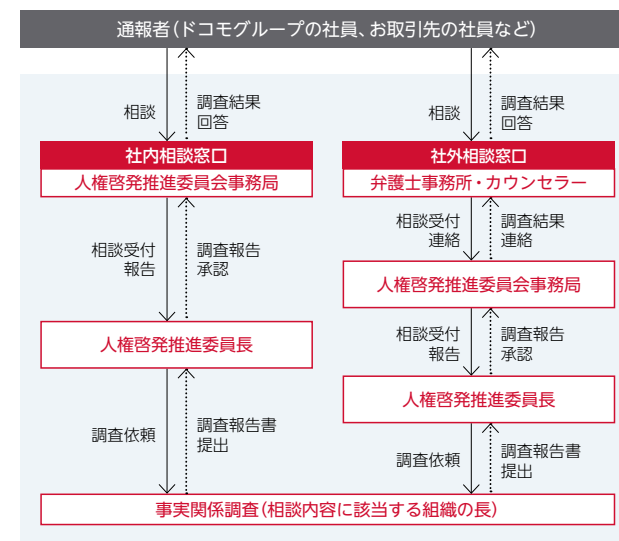 通報者（ドコモグループの社員、お取引先の社員など）
相談
調査結果
回答
社内相談窓口
人権啓発推進委員会事務局
相談受付
報告
調査報告
承認
人権啓発推進委員長
調査依頼
調査報告書
提出
相談
調査結果
回答
社外相談窓口
弁護士事務所・カウンセラー
相談受付
連絡
調査結果
連絡
人権啓発推進委員会事務局
相談受付
報告
調査報告
承認
人権啓発推進委員長
調査依頼
調査報告書
提出
事実関係調査（相談内容に該当する組織の長）